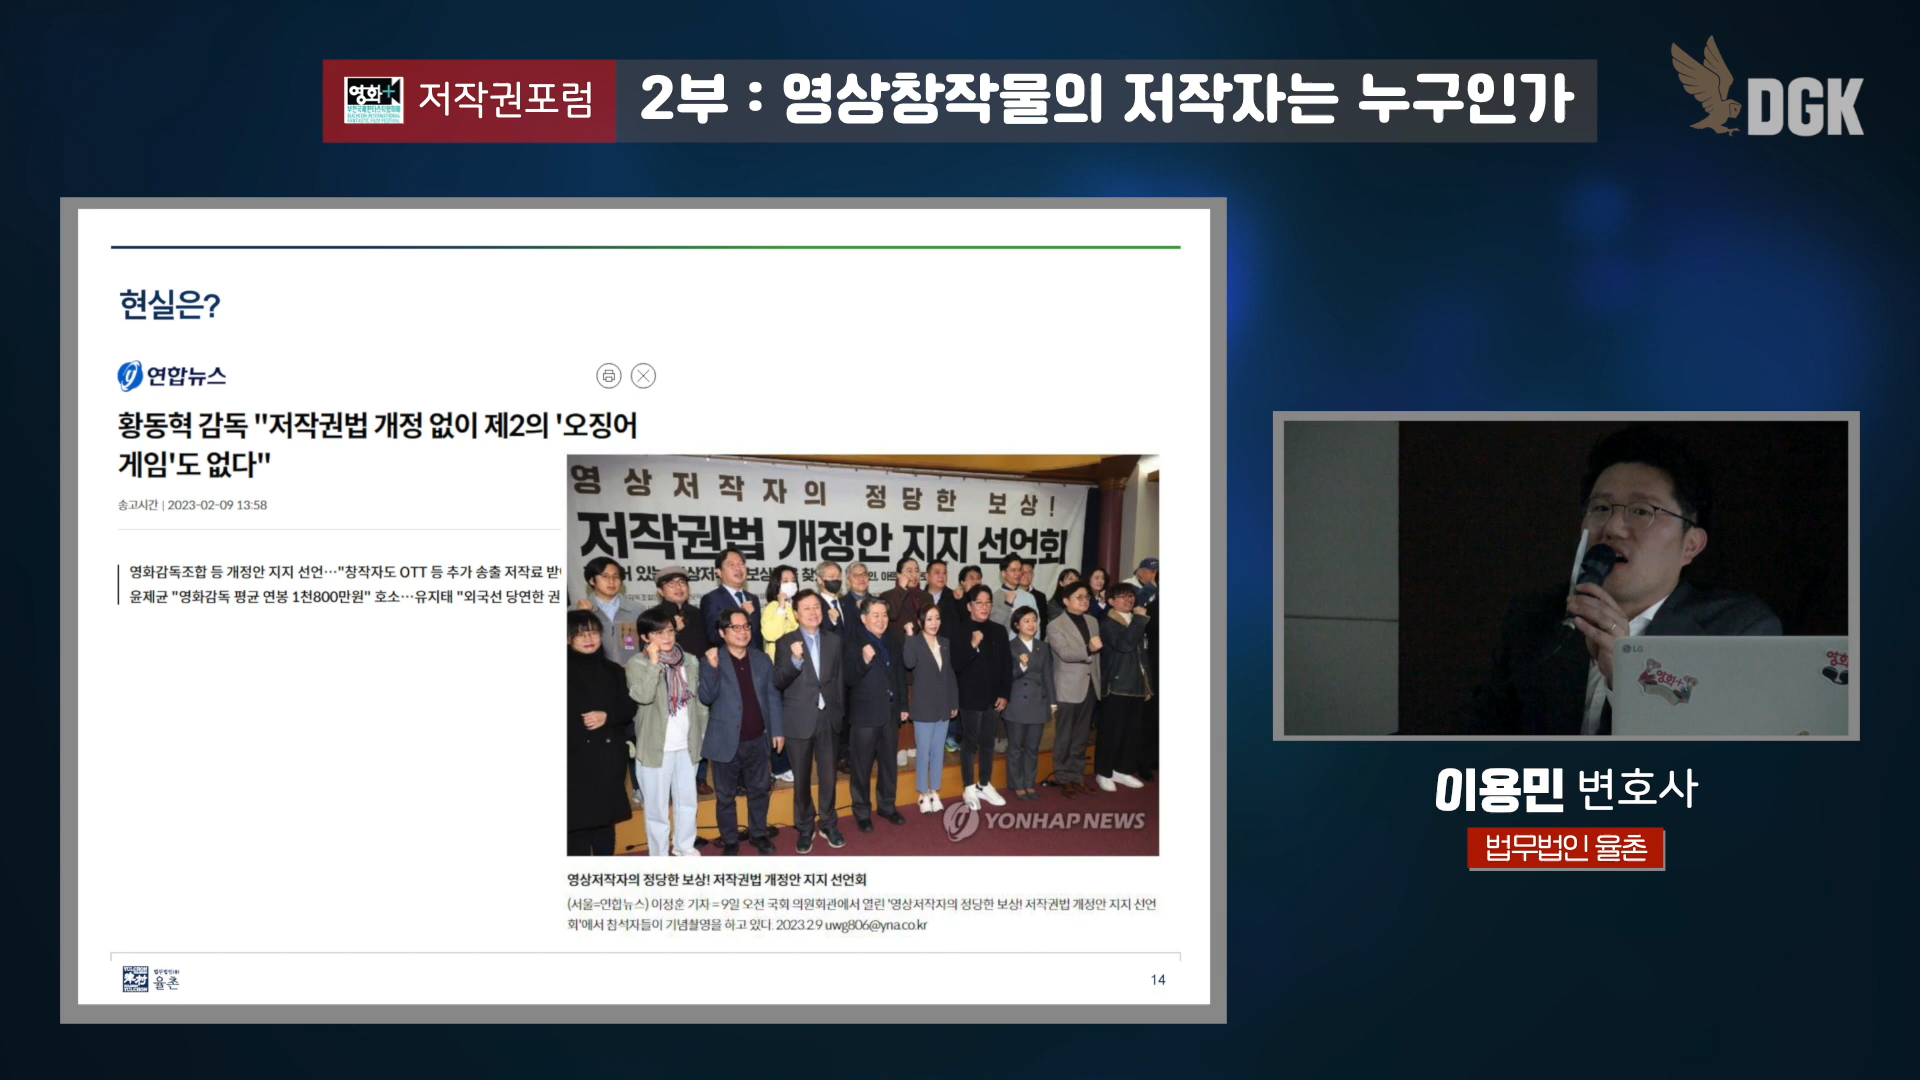 영화+
저작권포럼
2부 : 영상창작물의 저작자는 누구인가
DGK
현실은?
연합뉴스
황동혁 감독 "저작권법 개정 없이 제2의 '오징어
게임'도 없다"
송고시간 | 2023-02-09 13:58
영화감독조합 등 개정안 지지 선언…"창작자도 OTT 등 추가 송출 저작료 받
윤제균 "영화감독 평균 연봉 1천800만원" 호소…유지태 "외국선 당연한 권
영상저작자의 정당한 보상!
저작권법 개정안 지지 선언회
YONHAP NEWS
영상저작자의 정당한 보상! 저작권법 개정안 지지 선언회
(서울=연합뉴스) 이정훈 기자 = 9일 오전 국회 의원회관에서 열린 '영상저작자의 정당한 보상! 저작권법 개정안 지지 선언
회'에서 참석자들이 기념촬영을 하고 있다. 2023.2.9 uwg806@yna.co.kr
율촌
14
LG
영화+
영화
이용민 변호사
법무법인 율촌